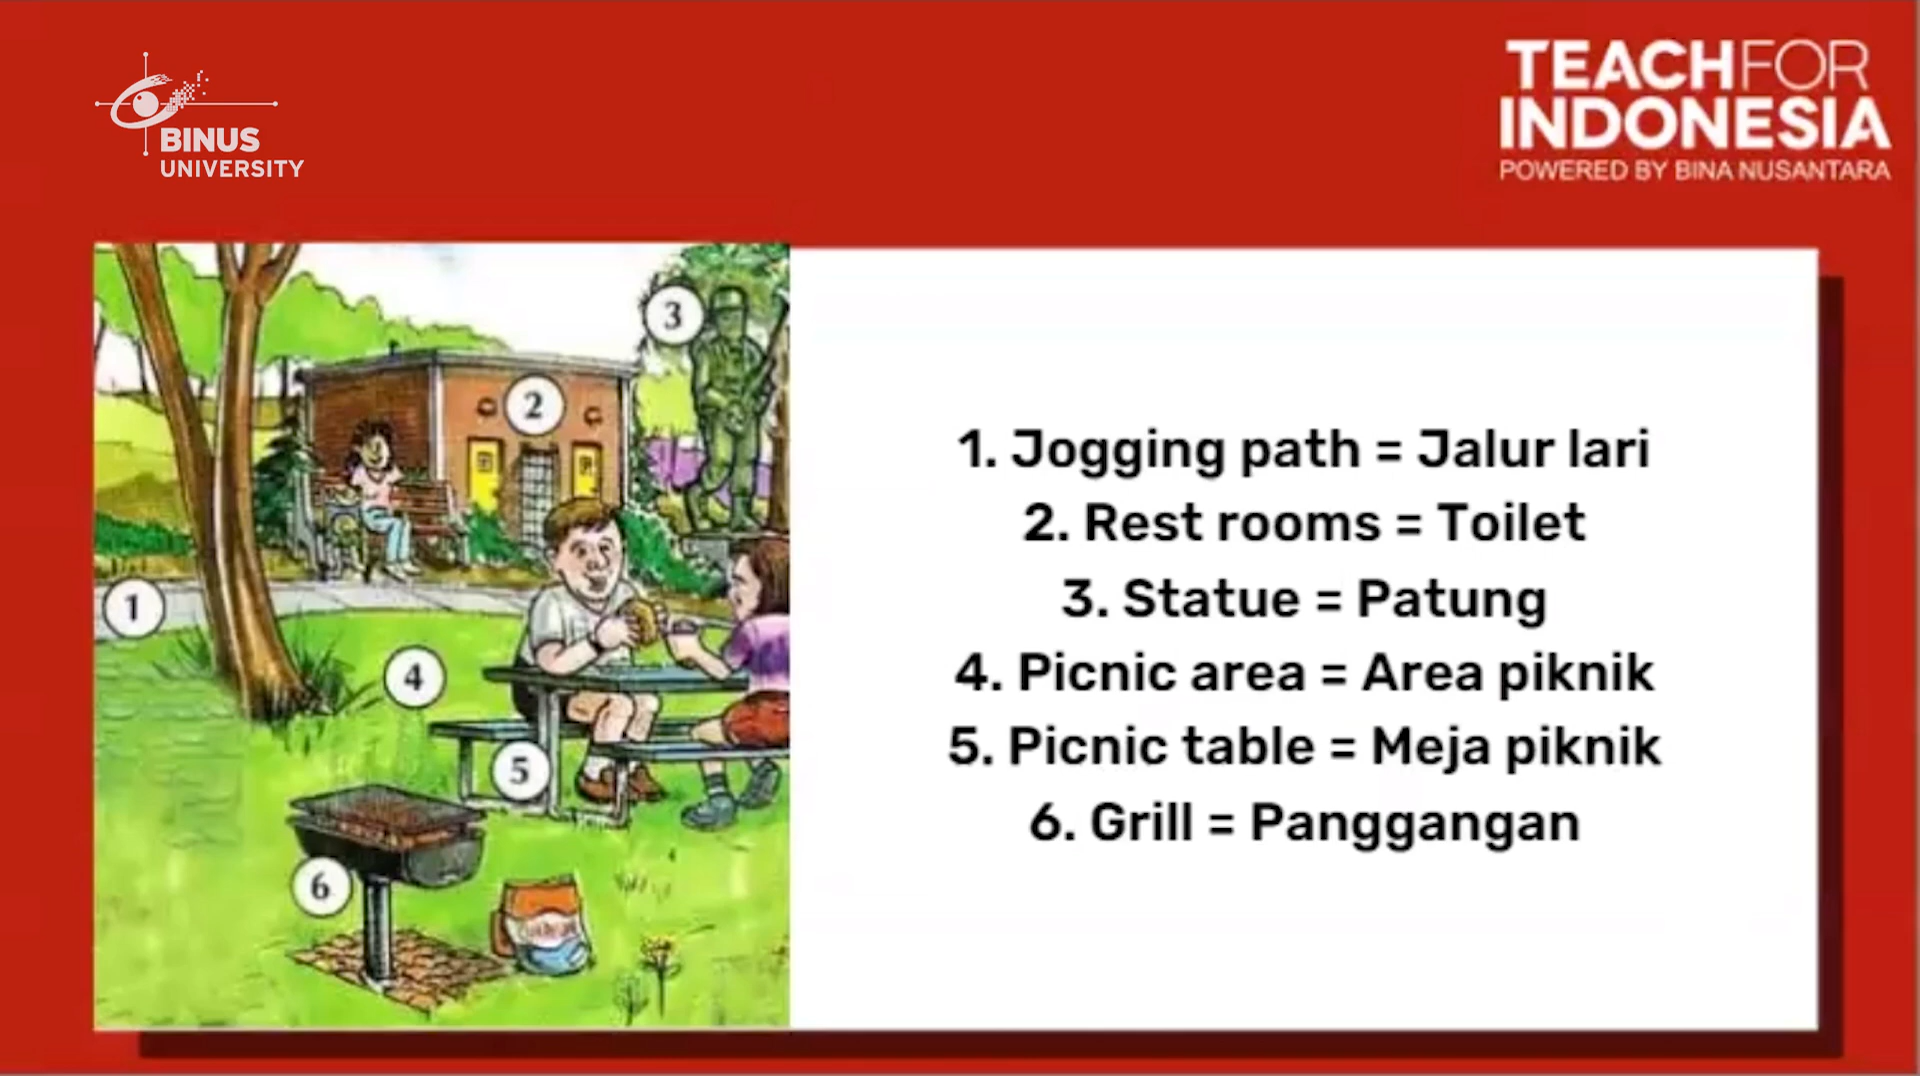 BINUS
UNIVERSITY
TEACHFOR
INDONESIA
POWERED BY BINA NUSANTARA
1
2
3
4
5
6
1. Jogging path = Jalur lari
2. Rest rooms = Toilet
3. Statue = Patung
4. Picnic area = Area piknik
5. Picnic table = Meja piknik
6. Grill = Panggangan